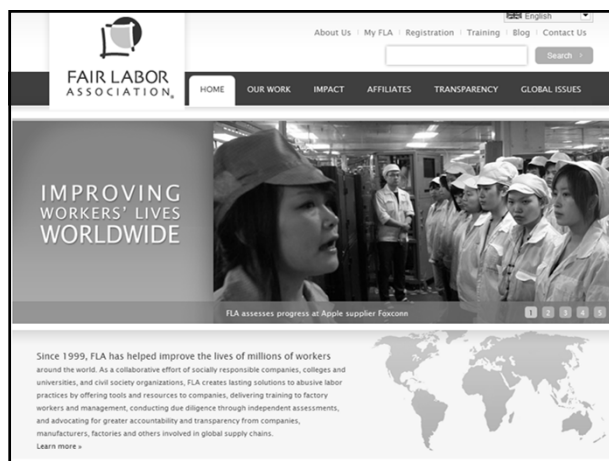 English
About Us | My FLA | Registration | Training | Blog | Contact Us
Search
FAIR LABOR
ASSOCIATION®
HOME OUR WORK IMPACT AFFILIATES TRANSPARENCY GLOBAL ISSUES
IMPROVING
WORKERS' LIVES
WORLDWIDE
FLA assesses progress at Apple supplier Foxconn
1 2 3 4 5
Since 1999, FLA has helped improve the lives of millions of workers
around the world. As a collaborative effort of socially responsible companies, colleges and
universities, and civil society organizations, FLA creates lasting solutions to abusive labor
practices by offering tools and resources to companies, delivering training to factory
workers and management, conducting due diligence through independent assessments,
and advocating for greater accountability and transparency from companies,
manufacturers, factories and others involved in global supply chains.
Learn more »